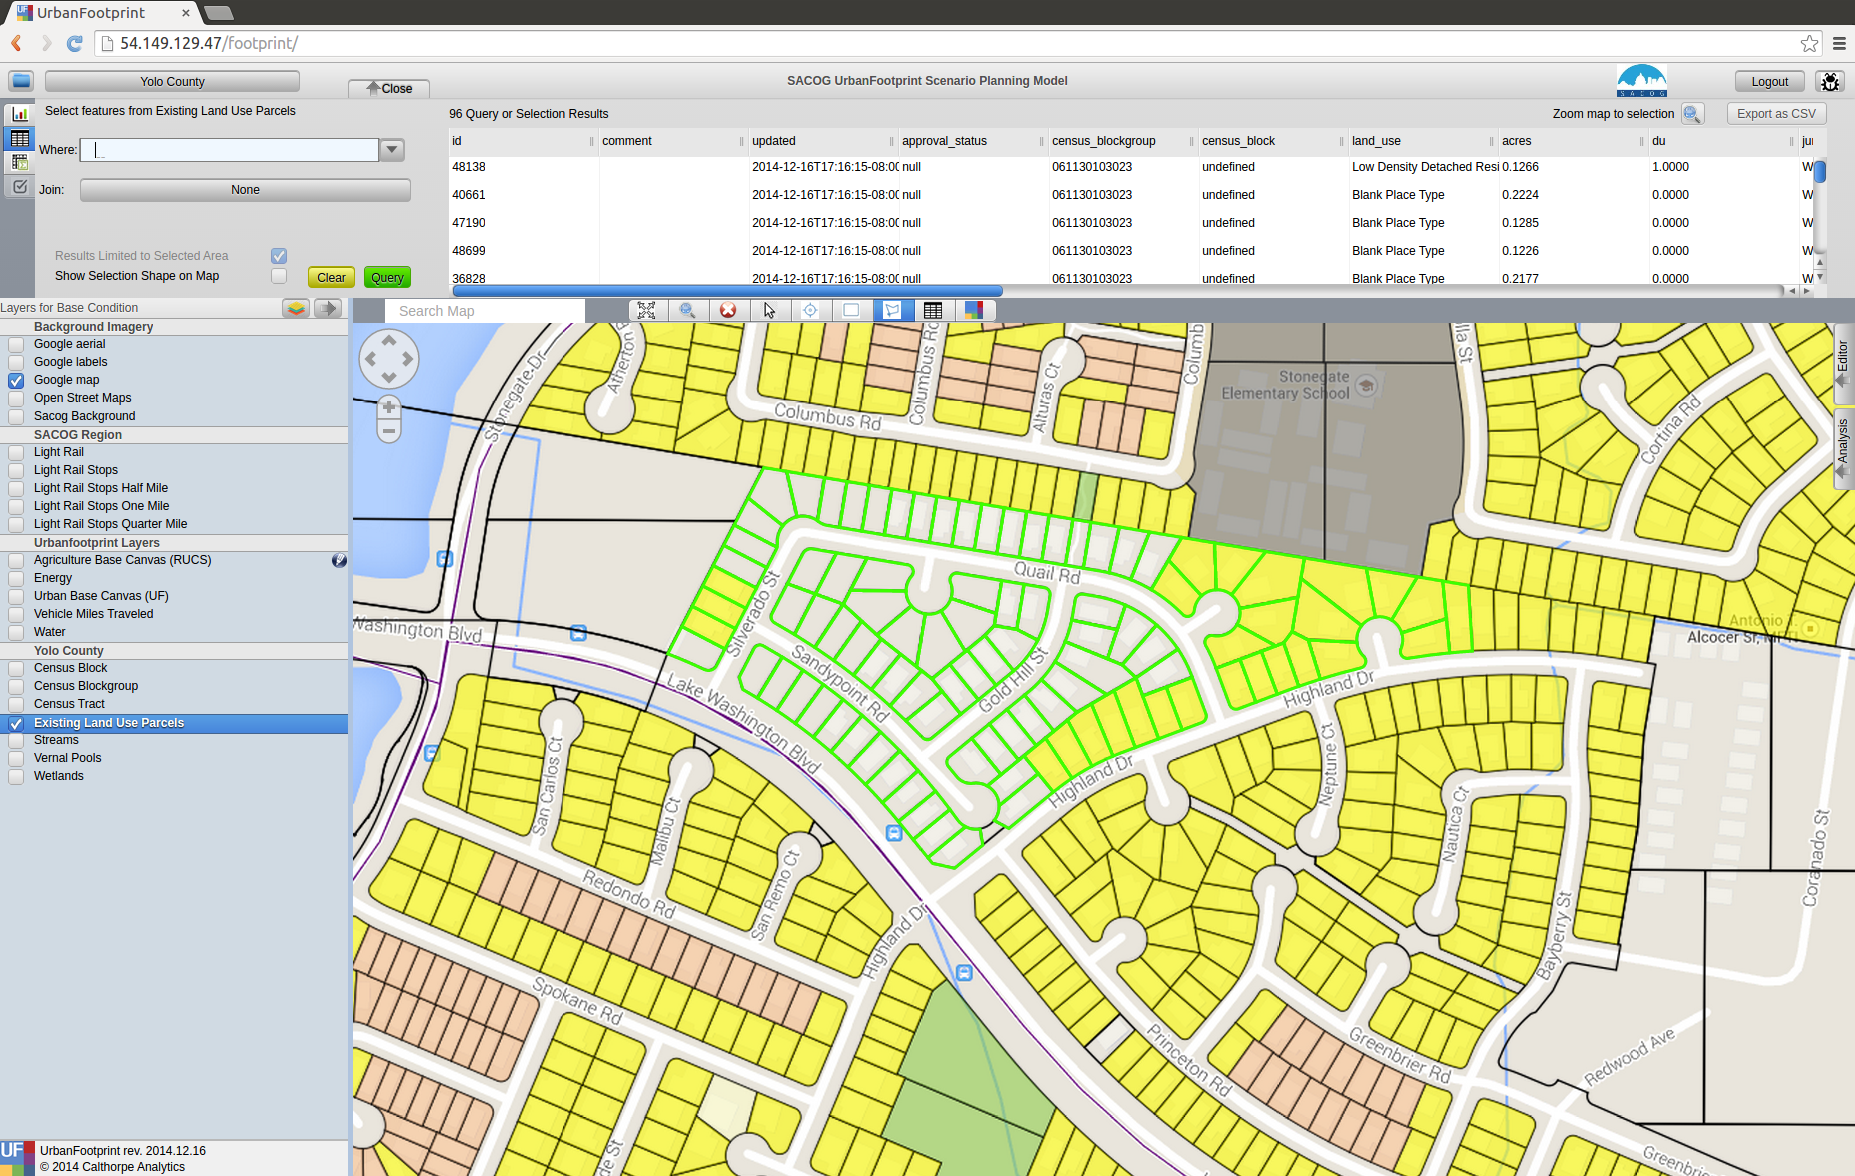 UrbanFootprint
54.149.129.47/footprint/
Yolo County
Close
SACOG UrbanFootprint Scenario Planning Model
SACOG
Logout
Select features from Existing Land Use Parcels
96 Query or Selection Results
Zoom map to selection
Export as CSV
Where:
Join:
None
Results Limited to Selected Area
Show Selection Shape on Map
Clear
Query
id comment updated approval_status census_blockgroup census_block land_use acres du jur
48138 2014-12-16T17:16:15-08:00 null 061130103023 undefined Low Density Detached Resi 0.1266 1.0000 W
40661 2014-12-16T17:16:15-08:00 null 061130103023 undefined Blank Place Type 0.2224 0.0000 W
47190 2014-12-16T17:16:15-08:00 null 061130103023 undefined Blank Place Type 0.1285 0.0000 W
48699 2014-12-16T17:16:15-08:00 null 061130103023 undefined Blank Place Type 0.1226 0.0000 W
36828 2014-12-16T17:16:15-08:00 null 061130103023 undefined Blank Place Type 0.2177 0.0000 W
Layers for Base Condition
Search Map
Background Imagery
Google aerial
Google labels
Google map
Open Street Maps
Sacog Background
SACOG Region
Light Rail
Light Rail Stops
Light Rail Stops Half Mile
Light Rail Stops One Mile
Light Rail Stops Quarter Mile
Urbanfootprint Layers
Agriculture Base Canvas (RUCS)
Energy
Urban Base Canvas (UF)
Vehicle Miles Traveled
Water
Yolo County
Census Block
Census Blockgroup
Census Tract
Existing Land Use Parcels
Streams
Vernal Pools
Wetlands
UF
UrbanFootprint rev. 2014.12.16
© 2014 Calthorpe Analytics
Editor
Analysis
Stonegate Dr
Atherton
Columbus Rd
Columbus Rd
Alturas Ct
Columb
Stonegate
Elementary School
lla St
Cortina Rd
Quail Rd
Silverado St
Sandypoint Rd
Gold Hill St
Highland Dr
Antonio J.
Alcocer Sr, MFT
Washington Blvd
Lake Washington Blvd
San Carlos Ct
Malibu Ct
San Remo Ct
Redondo Rd
Spokane Rd
Highland Dr
Highland Dr
Neptune Ct
Nautica Ct
Bayberry St
Coranado St
Princeton Rd
Greenbrier Rd
Redwood Ave
Greenbrie
de St